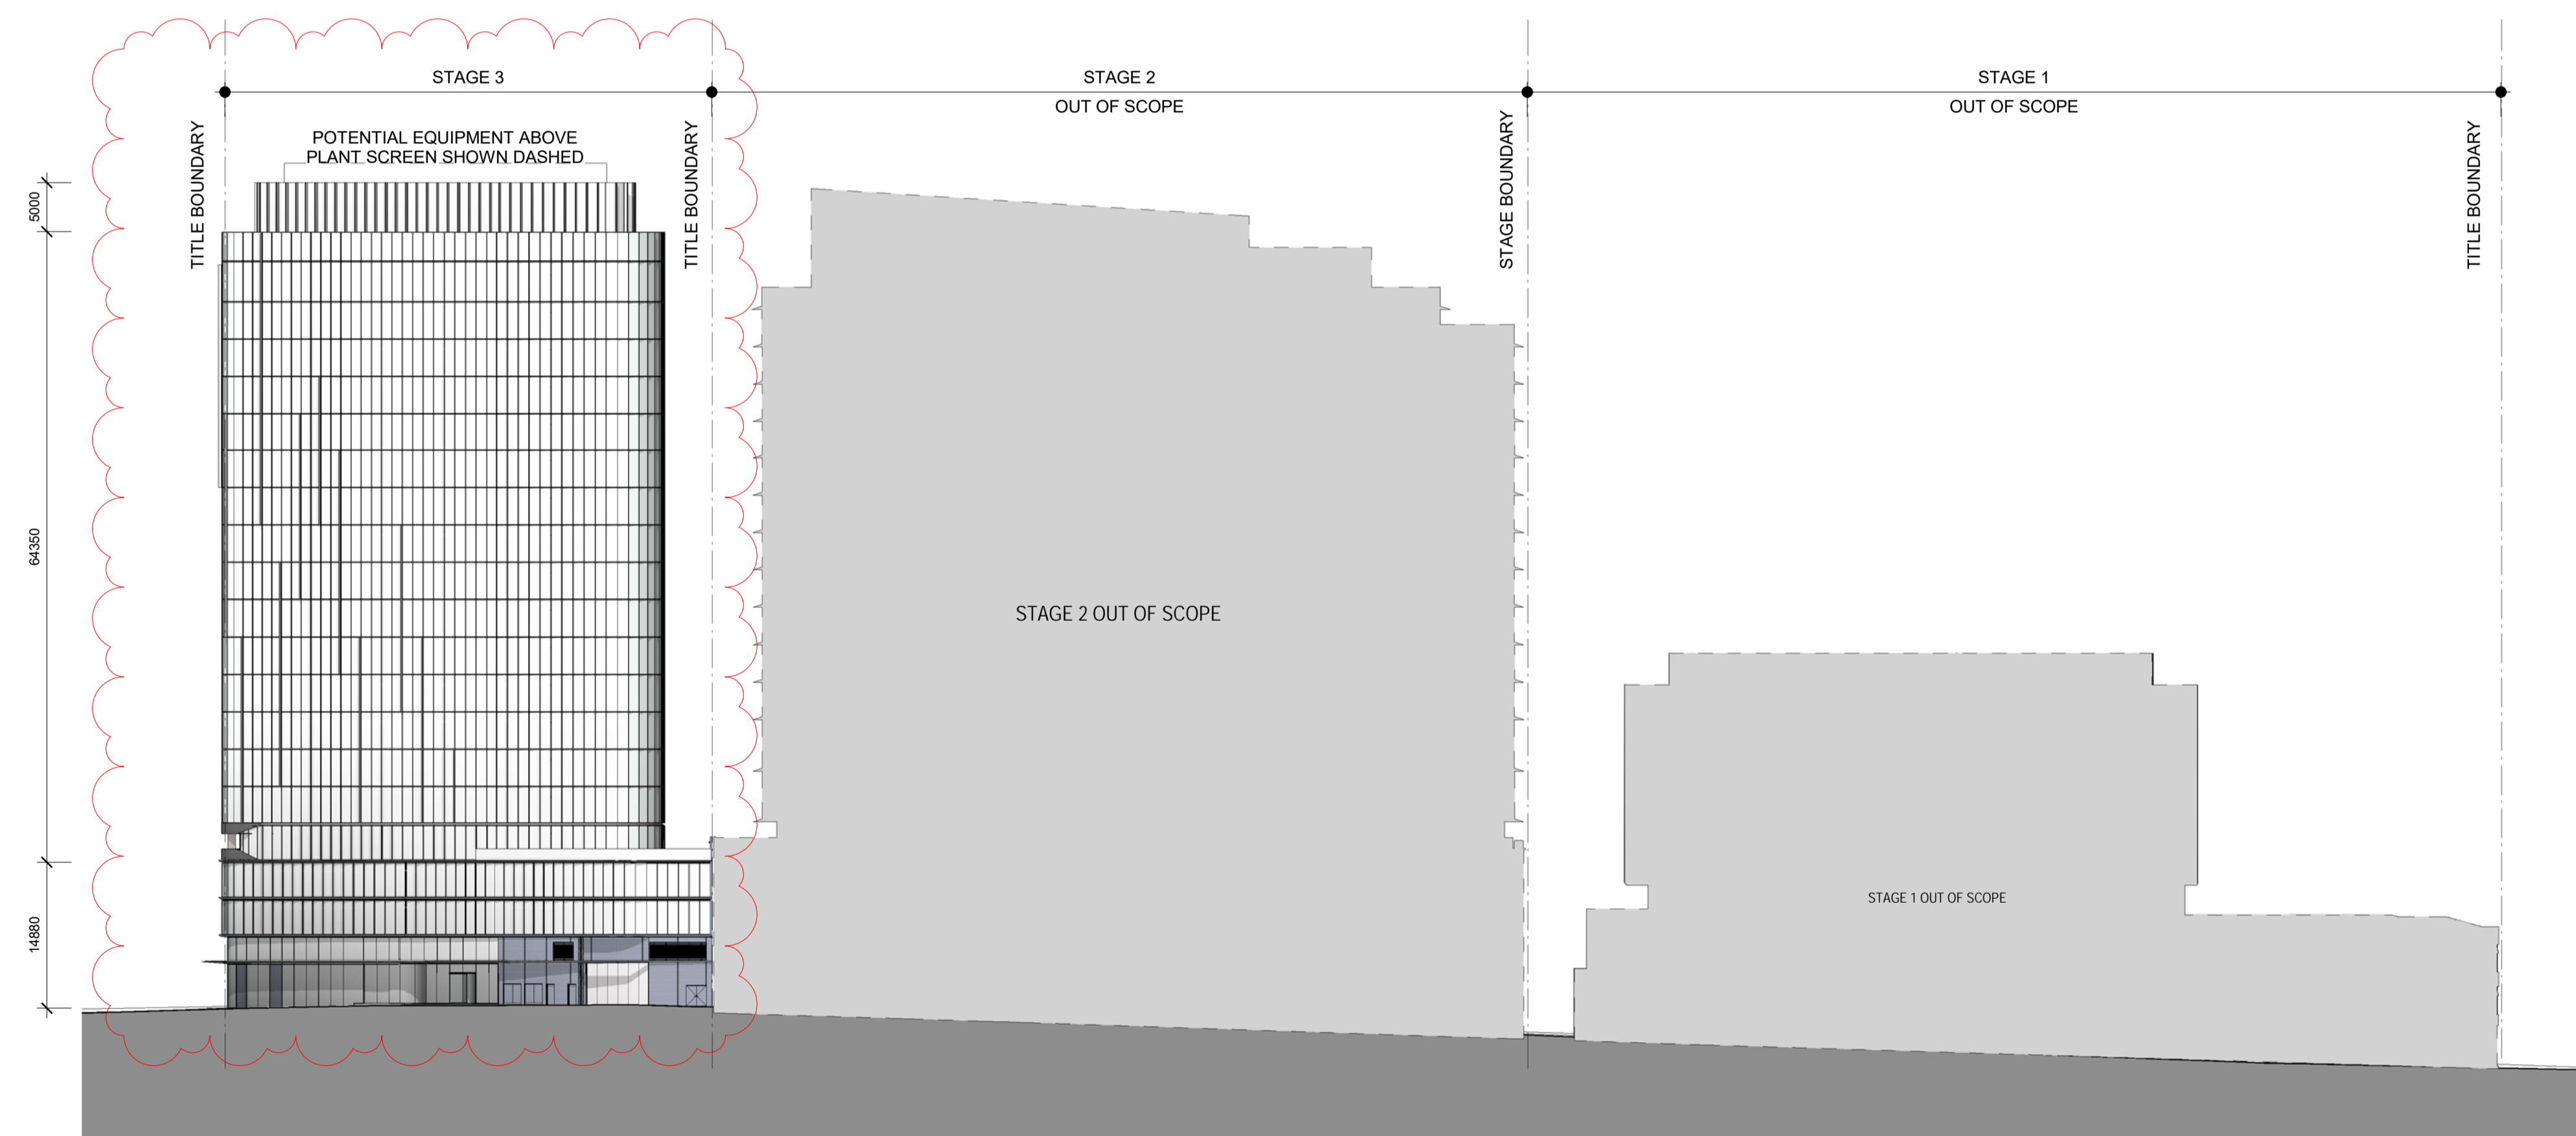 STAGE 3
STAGE 2
STAGE 1
OUT OF SCOPE
OUT OF SCOPE
TITLE BOUNDARY
POTENTIAL EQUIPMENT ABOVE
PLANT SCREEN SHOWN DASHED
TITLE BOUNDARY
STAGE BOUNDARY
TITLE BOUNDARY
5000
64350
STAGE 2 OUT OF SCOPE
STAGE 1 OUT OF SCOPE
14880